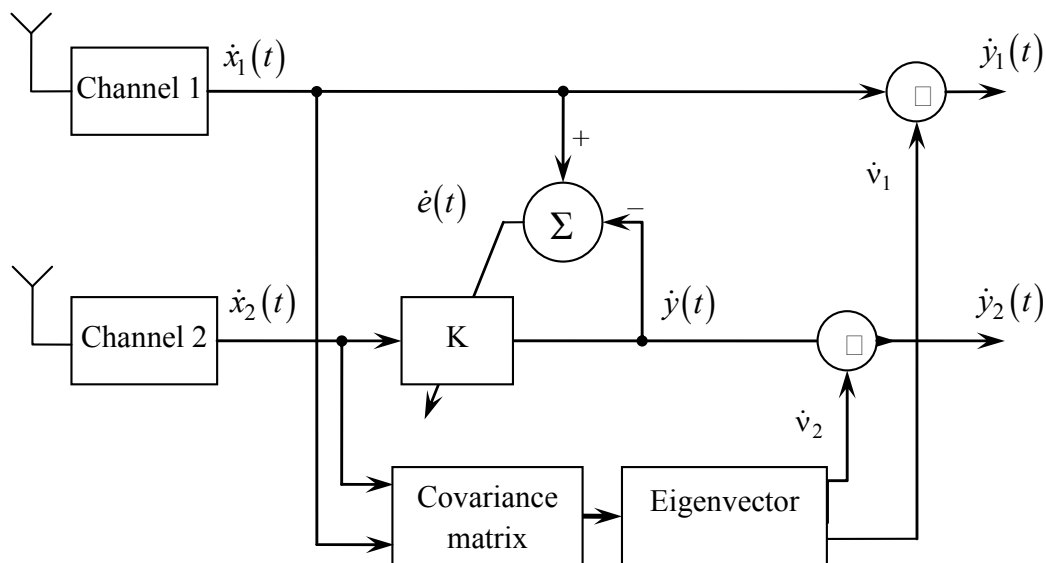 Channel 1
ẋ₁(t)
ẏ₁(t)
+
ν̇₁
ė(t)
Σ
−
Channel 2
ẋ₂(t)
K
ẏ(t)
ẏ₂(t)
ν̇₂
Covariance
matrix
Eigenvector